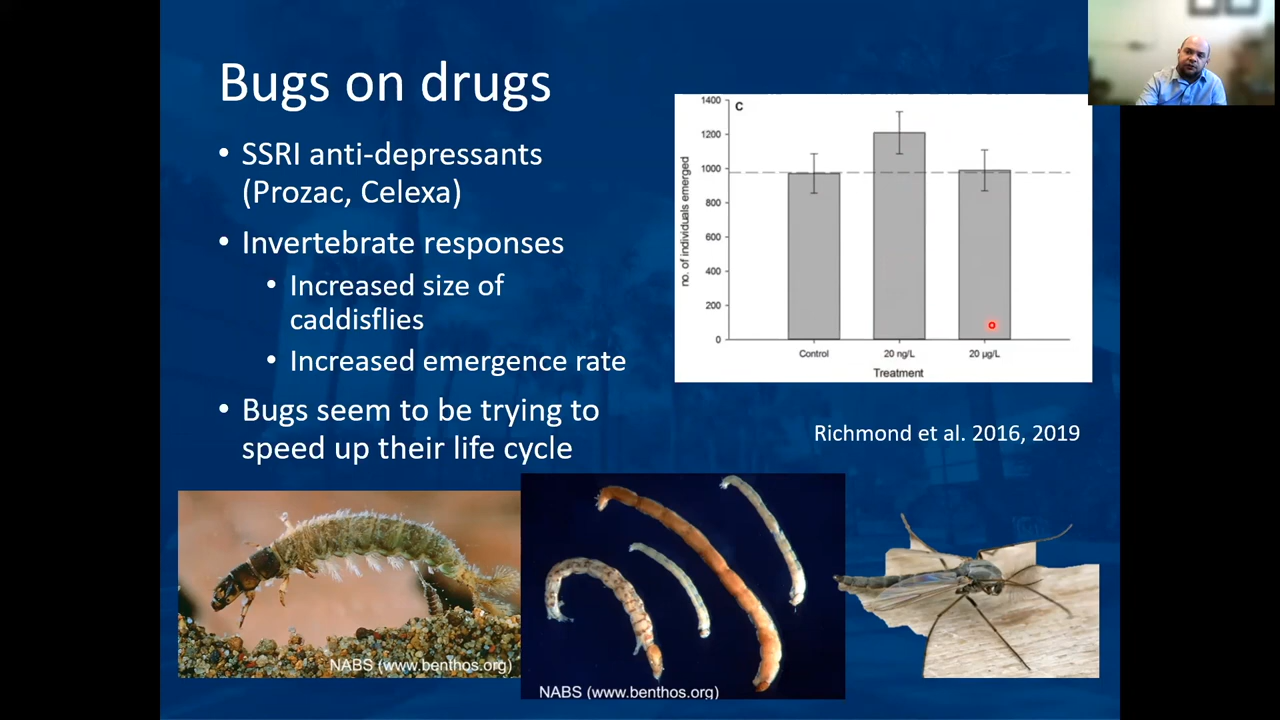 Bugs on drugs
• SSRI anti-depressants
(Prozac, Celexa)
• Invertebrate responses
• Increased size of
caddisflies
• Increased emergence rate
• Bugs seem to be trying to
speed up their life cycle
C
no. of individuals emerged
1400
1200
1000
800
600
400
200
0
Control
20 ng/L
20 µg/L
Treatment
Richmond et al. 2016, 2019
NABS (www.benthos.org)
NABS (www.benthos.org)